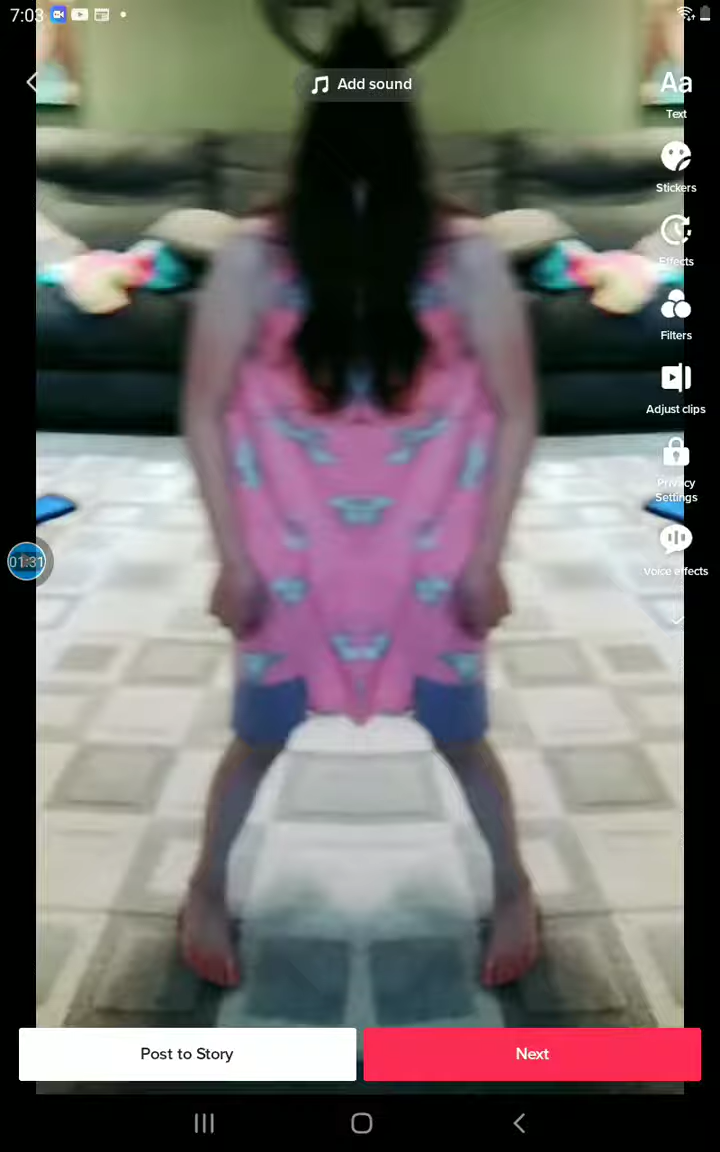 7:03
Add sound
Aa
Text
Stickers
Effects
Filters
Adjust clips
Privacy
Settings
Voice effects
01:31
Post to Story
Next